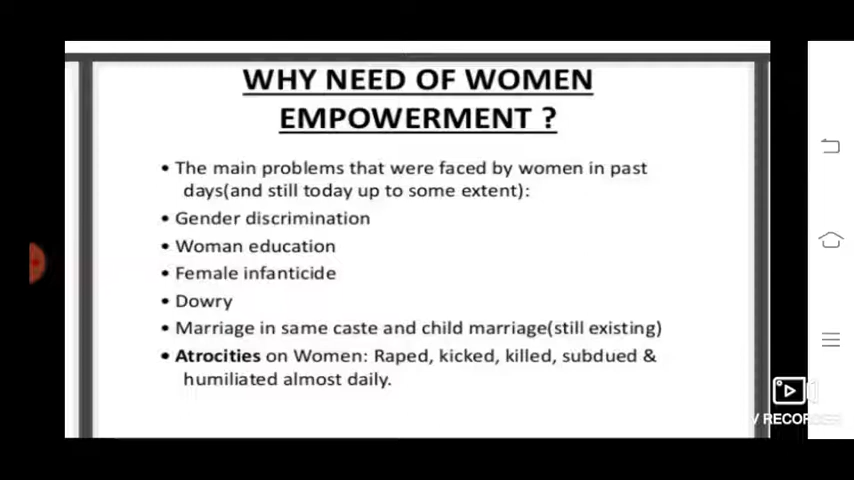 WHY NEED OF WOMEN
EMPOWERMENT ?
• The main problems that were faced by women in past
days(and still today up to some extent):
• Gender discrimination
• Woman education
• Female infanticide
• Dowry
• Marriage in same caste and child marriage(still existing)
• Atrocities on Women: Raped, kicked, killed, subdued &
humiliated almost daily.